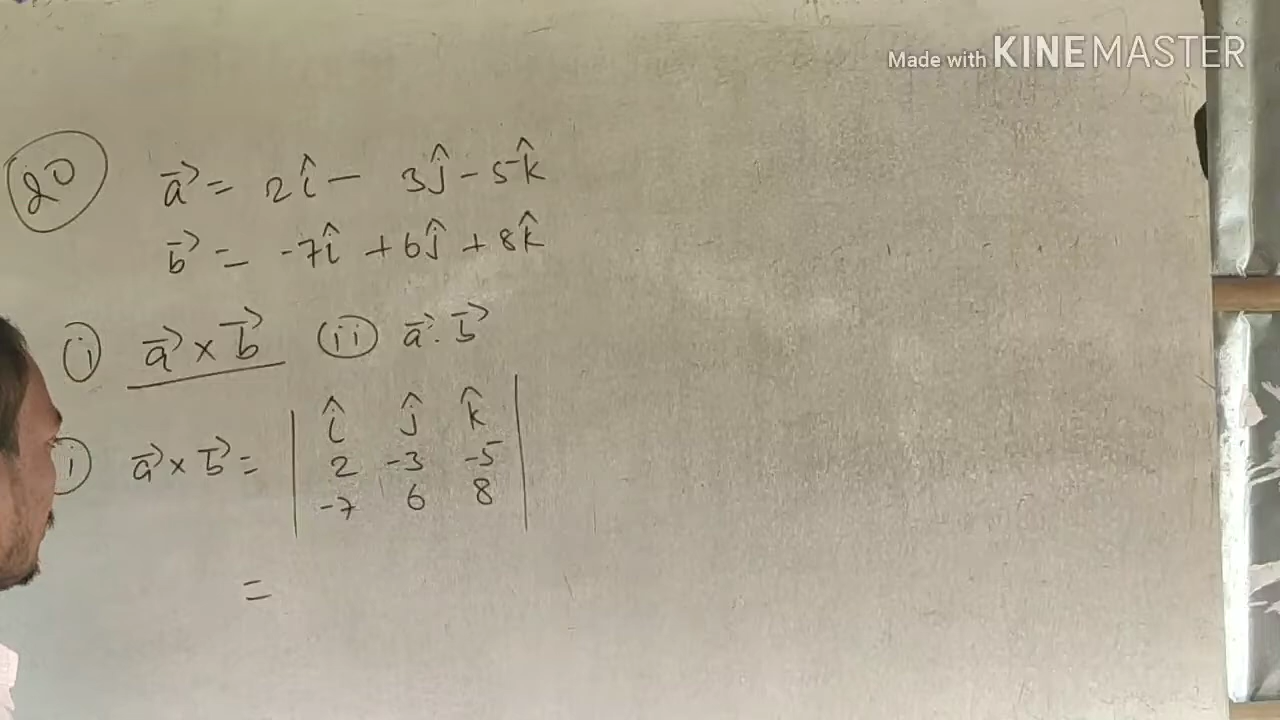 Made with KINEMASTER
20 a⃗ = 2î - 3ĵ - 5k̂
b⃗ = -7î + 6ĵ + 8k̂
i a⃗ × b⃗ ii a⃗ . b⃗
i a⃗ × b⃗ = | î ĵ k̂ |
2 -3 -5
-7 6 8
=